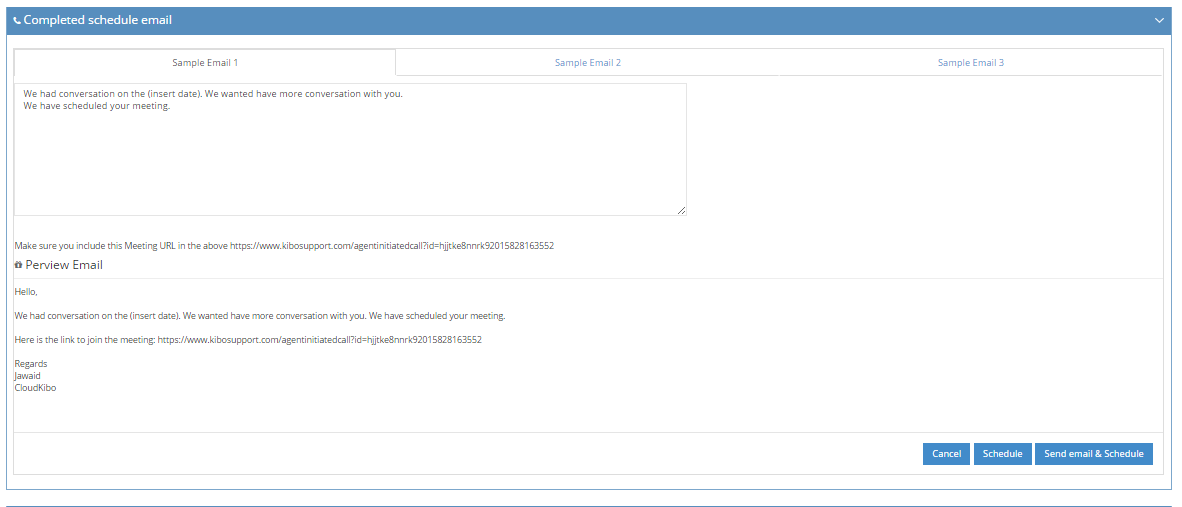 Completed schedule email
Sample Email 1
Sample Email 2
Sample Email 3
We had conversation on the (insert date). We wanted have more conversation with you.
We have scheduled your meeting.
Make sure you include this Meeting URL in the above https://www.kibosupport.com/agentinitiatedcall?id=hjjtke8nnrk92015828163552
Perview Email
Hello,
We had conversation on the (insert date). We wanted have more conversation with you. We have scheduled your meeting.
Here is the link to join the meeting: https://www.kibosupport.com/agentinitiatedcall?id=hjjtke8nnrk92015828163552
Regards
Jawaid
CloudKibo
Cancel
Schedule
Send email & Schedule